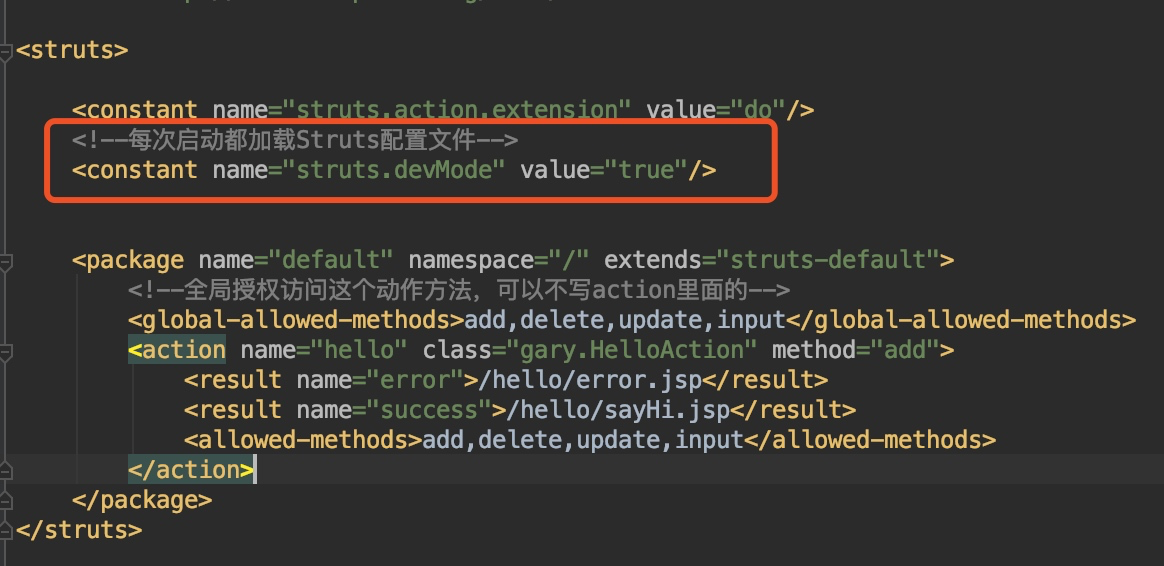 <struts>
<constant name="struts.action.extension" value="do"/>
<!--每次启动都加载Struts配置文件-->
<constant name="struts.devMode" value="true"/>
<package name="default" namespace="/" extends="struts-default">
<!--全局授权访问这个动作方法，可以不写action里面的-->
<global-allowed-methods>add,delete,update,input</global-allowed-methods>
<action name="hello" class="gary.HelloAction" method="add">
<result name="error">/hello/error.jsp</result>
<result name="success">/hello/sayHi.jsp</result>
<allowed-methods>add,delete,update,input</allowed-methods>
</action>
</package>
</struts>